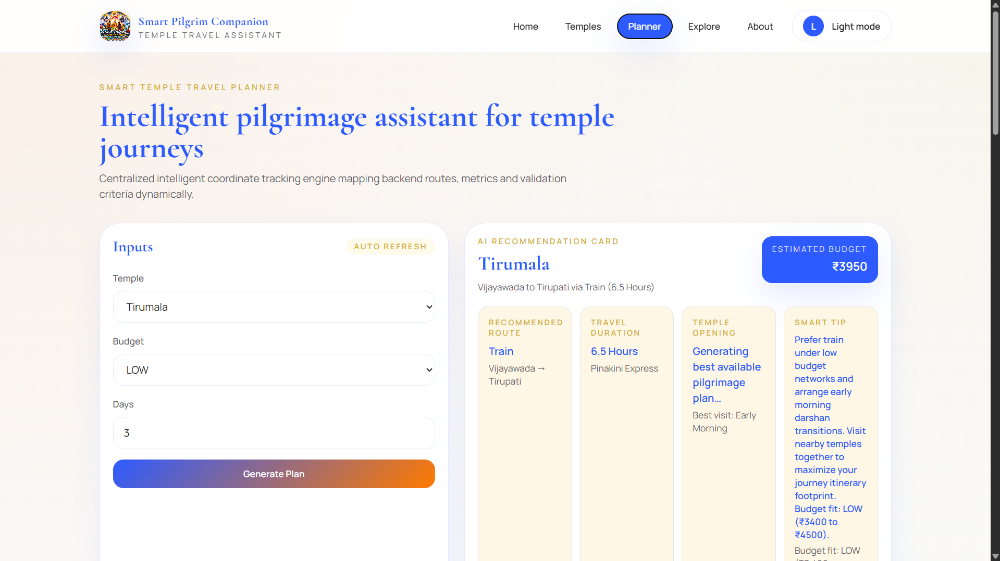 Smart Pilgrim Companion
TEMPLE TRAVEL ASSISTANT
Home
Temples
Planner
Explore
About
L
Light mode
SMART TEMPLE TRAVEL PLANNER
Intelligent pilgrimage assistant for temple
journeys
Centralized intelligent coordinate tracking engine mapping backend routes, metrics and validation
criteria dynamically.
Inputs
AUTO REFRESH
Temple
Tirumala
Budget
LOW
Days
3
Generate Plan
AI RECOMMENDATION CARD
Tirumala
Vijayawada to Tirupati via Train (6.5 Hours)
ESTIMATED BUDGET
₹3950
RECOMMENDED
ROUTE
Train
Vijayawada →
Tirupati
TRAVEL
DURATION
6.5 Hours
Pinakini Express
TEMPLE
OPENING
Generating
best available
pilgrimage
plan...
Best visit: Early
Morning
SMART TIP
Prefer train
under low
budget
networks and
arrange early
morning
darshan
transitions. Visit
nearby temples
together to
maximize your
journey itinerary
footprint.
Budget fit: LOW
(₹3400 to
₹4500).
Budget fit: LOW